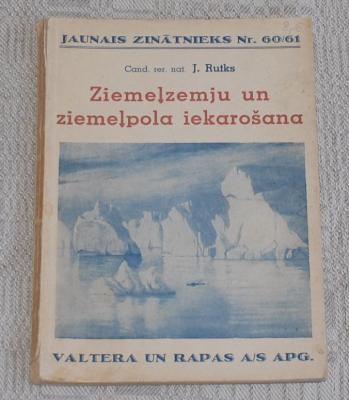 JAUNAIS ZINĀTNIEKS Nr. 60/61
Cand. rer. nat. J. Rutks
Ziemeļzemju un
ziemeļpola iekarošana
VALTERA UN RAPAS A/S APG.